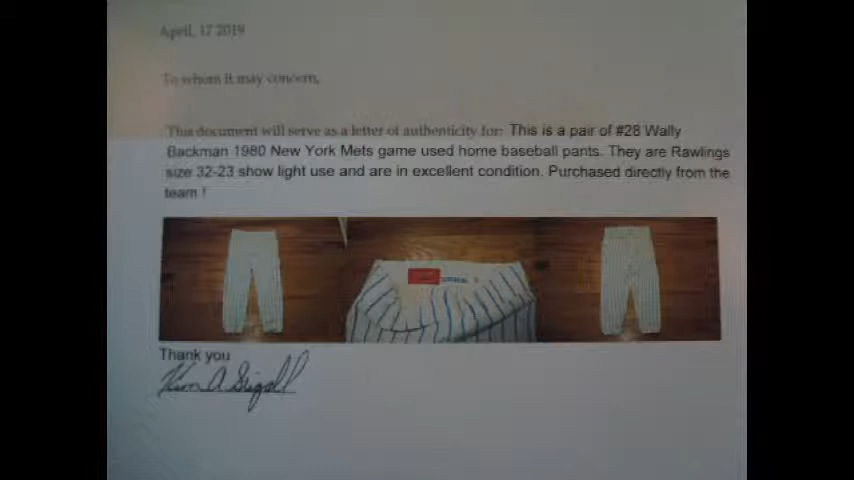 April, 17 2019
To whom it may concern,
This document will serve as a letter of authenticity for: This is a pair of #28 Wally
Backman 1980 New York Mets game used home baseball pants. They are Rawlings
size 32-23 show light use and are in excellent condition. Purchased directly from the
team !
Thank you